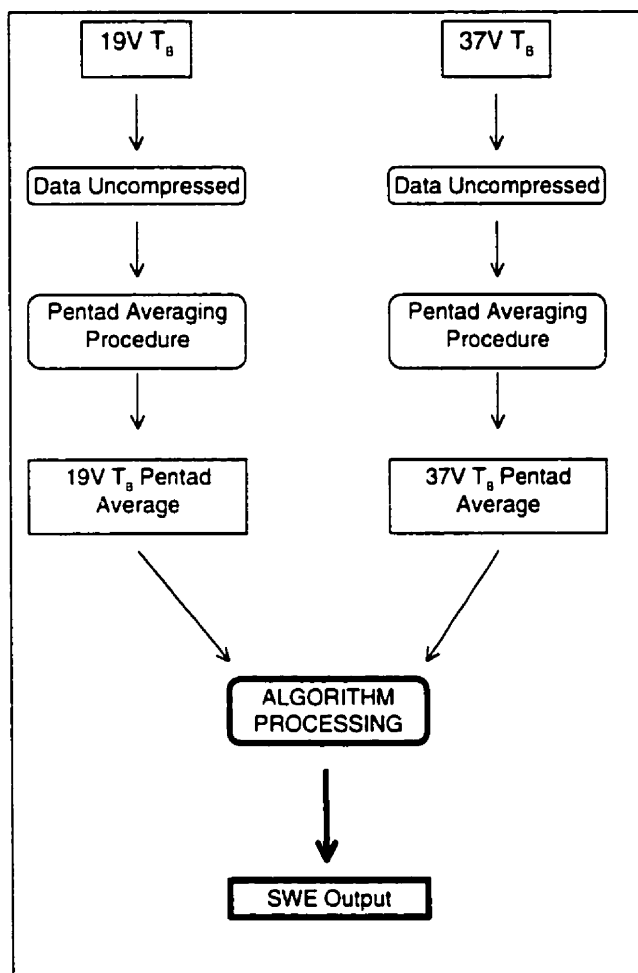 19V T_B
37V T_B
Data Uncompressed
Data Uncompressed
Pentad Averaging
Procedure
Pentad Averaging
Procedure
19V T_B Pentad
Average
37V T_B Pentad
Average
ALGORITHM
PROCESSING
SWE Output